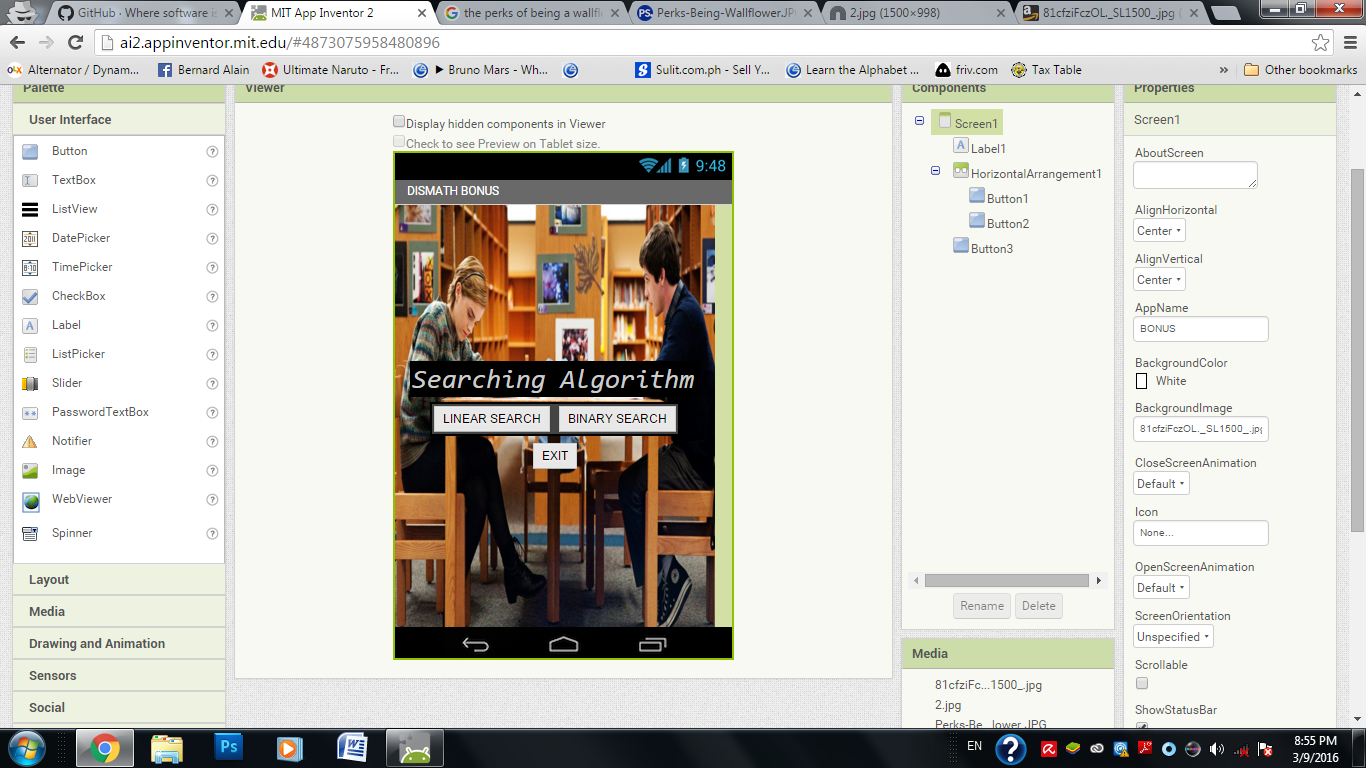 GitHub · Where software is
MIT App Inventor 2
the perks of being a wallfl
Perks-Being-Wallflower.JP
2.jpg (1500×998)
81cfziFczOL._SL1500_.jpg (
ai2.appinventor.mit.edu/#4873075958480896
Alternator / Dynam...
Bernard Alain
Ultimate Naruto - Fr...
▶ Bruno Mars - Wh...
Sulit.com.ph - Sell Y...
Learn the Alphabet ...
friv.com
Tax Table
»
Other bookmarks
Palette
Viewer
Components
Properties
User Interface
Button
TextBox
ListView
DatePicker
TimePicker
CheckBox
Label
ListPicker
Slider
PasswordTextBox
Notifier
Image
WebViewer
Spinner
Layout
Media
Drawing and Animation
Sensors
Social
Display hidden components in Viewer
Check to see Preview on Tablet size.
9:48
DISMATH BONUS
Searching Algorithm
LINEAR SEARCH
BINARY SEARCH
EXIT
Screen1
Label1
HorizontalArrangement1
Button1
Button2
Button3
Rename
Delete
Media
81cfziFc...1500_.jpg
2.jpg
Perks-Be...lower.JPG
Screen1
AboutScreen
AlignHorizontal
Center
AlignVertical
Center
AppName
BONUS
BackgroundColor
White
BackgroundImage
81cfziFczOL._SL1500_.jpg
CloseScreenAnimation
Default
Icon
None...
OpenScreenAnimation
Default
ScreenOrientation
Unspecified
Scrollable
ShowStatusBar
EN
8:55 PM
3/9/2016